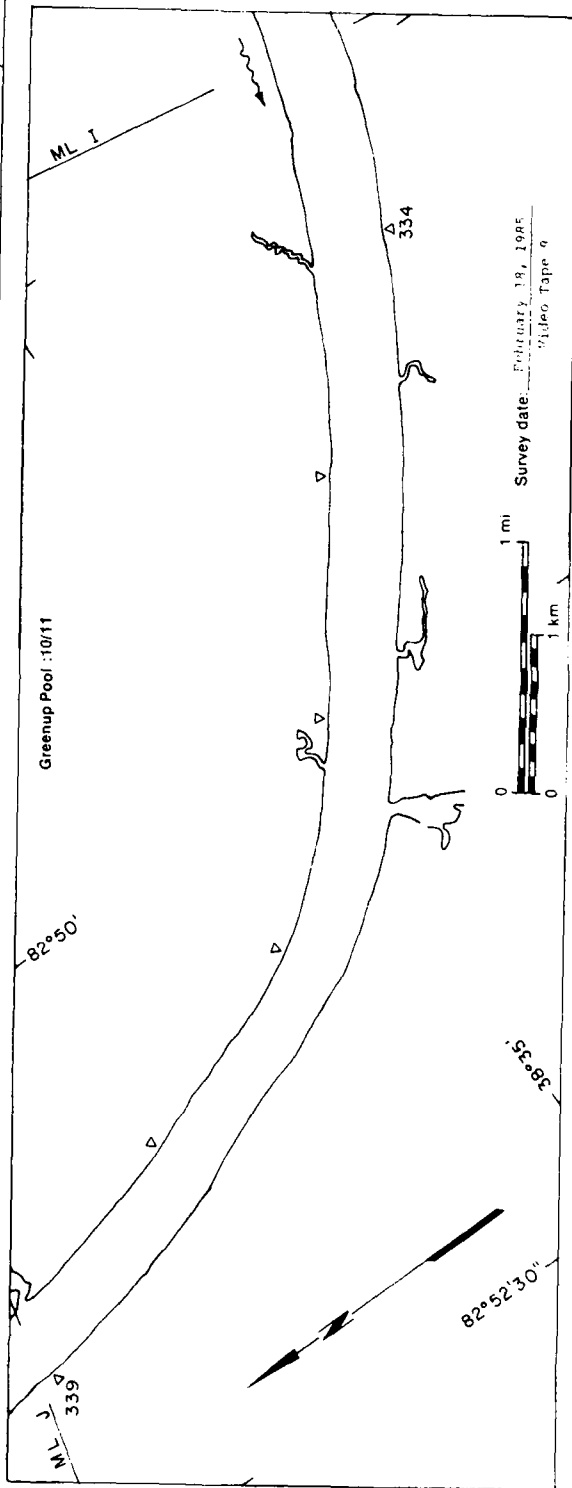 Greenup Pool :10/11
ML I
334
82°50'
339
ML J
N
38°35'
82°52'30"
0
1 mi
0
1 km
Survey date: February 18, 1985
Video Tape 9